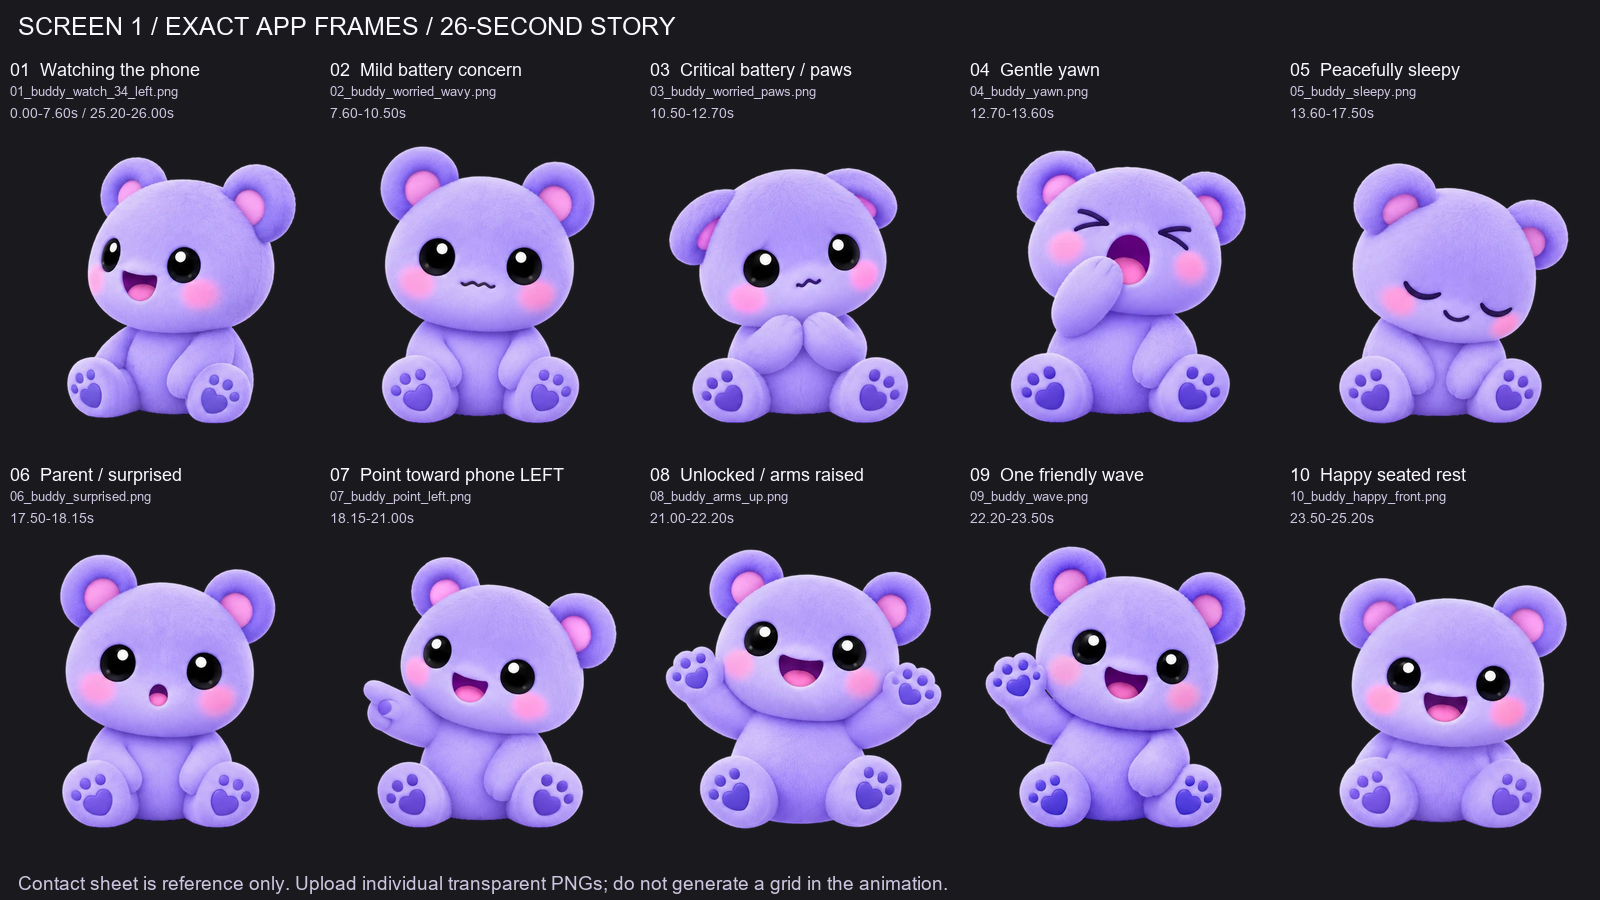 SCREEN 1 / EXACT APP FRAMES / 26-SECOND STORY
01 Watching the phone
01_buddy_watch_34_left.png
0.00-7.60s / 25.20-26.00s
02 Mild battery concern
02_buddy_worried_wavy.png
7.60-10.50s
03 Critical battery / paws
03_buddy_worried_paws.png
10.50-12.70s
04 Gentle yawn
04_buddy_yawn.png
12.70-13.60s
05 Peacefully sleepy
05_buddy_sleepy.png
13.60-17.50s
06 Parent / surprised
06_buddy_surprised.png
17.50-18.15s
07 Point toward phone LEFT
07_buddy_point_left.png
18.15-21.00s
08 Unlocked / arms raised
08_buddy_arms_up.png
21.00-22.20s
09 One friendly wave
09_buddy_wave.png
22.20-23.50s
10 Happy seated rest
10_buddy_happy_front.png
23.50-25.20s
Contact sheet is reference only. Upload individual transparent PNGs; do not generate a grid in the animation.